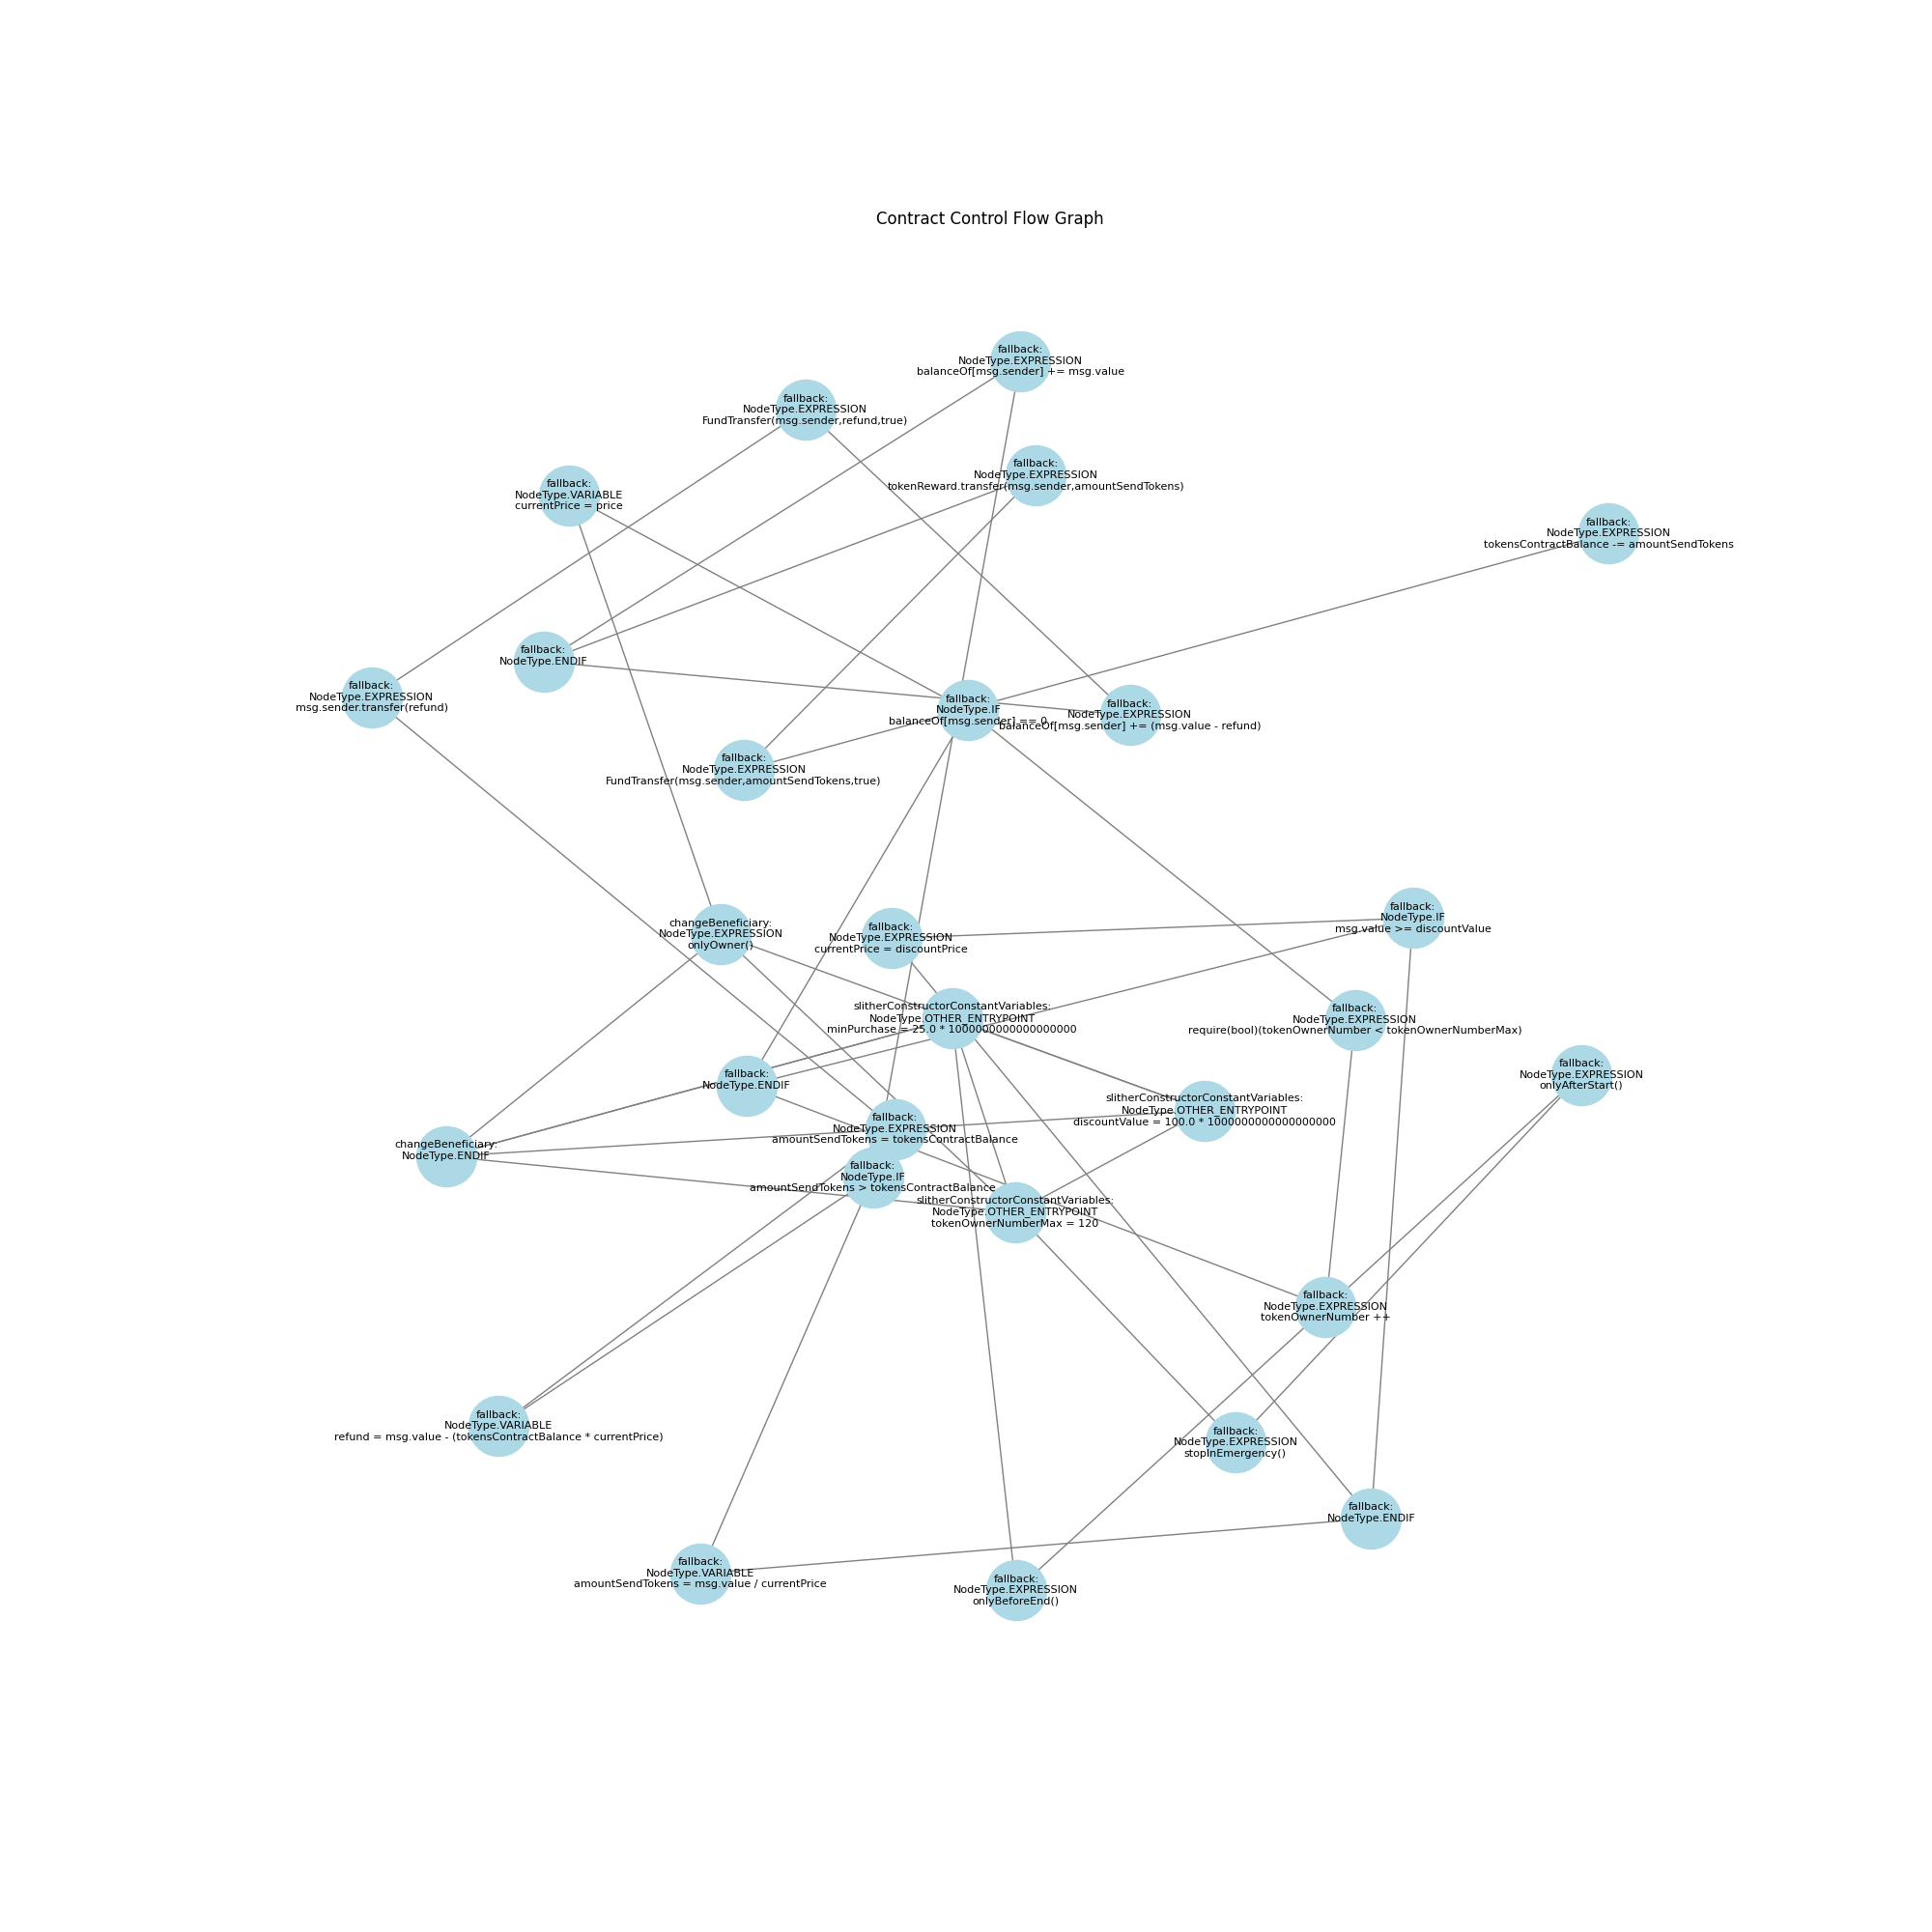 Contract Control Flow Graph
fallback:
NodeType.EXPRESSION
balanceOf[msg.sender] += msg.value
fallback:
NodeType.EXPRESSION
FundTransfer(msg.sender,refund,true)
fallback:
NodeType.EXPRESSION
tokenReward.transfer(msg.sender,amountSendTokens)
fallback:
NodeType.VARIABLE
currentPrice = price
fallback:
NodeType.EXPRESSION
tokensContractBalance -= amountSendTokens
fallback:
NodeType.ENDIF
fallback:
NodeType.EXPRESSION
msg.sender.transfer(refund)
fallback:
NodeType.IF
balanceOf[msg.sender] == 0
fallback:
NodeType.EXPRESSION
balanceOf[msg.sender] += (msg.value - refund)
fallback:
NodeType.EXPRESSION
FundTransfer(msg.sender,amountSendTokens,true)
changeBeneficiary:
NodeType.EXPRESSION
onlyOwner()
fallback:
NodeType.EXPRESSION
currentPrice = discountPrice
fallback:
NodeType.IF
msg.value >= discountValue
slitherConstructorConstantVariables:
NodeType.OTHER_ENTRYPOINT
minPurchase = 25.0 * 1000000000000000000
fallback:
NodeType.EXPRESSION
require(bool)(tokenOwnerNumber < tokenOwnerNumberMax)
fallback:
NodeType.EXPRESSION
onlyAfterStart()
fallback:
NodeType.ENDIF
slitherConstructorConstantVariables:
NodeType.OTHER_ENTRYPOINT
discountValue = 100.0 * 1000000000000000000
fallback:
NodeType.EXPRESSION
amountSendTokens = tokensContractBalance
changeBeneficiary:
NodeType.ENDIF
fallback:
NodeType.IF
amountSendTokens > tokensContractBalance
slitherConstructorConstantVariables:
NodeType.OTHER_ENTRYPOINT
tokenOwnerNumberMax = 120
fallback:
NodeType.EXPRESSION
tokenOwnerNumber ++
fallback:
NodeType.VARIABLE
refund = msg.value - (tokensContractBalance * currentPrice)
fallback:
NodeType.EXPRESSION
stopInEmergency()
fallback:
NodeType.ENDIF
fallback:
NodeType.VARIABLE
amountSendTokens = msg.value / currentPrice
fallback:
NodeType.EXPRESSION
onlyBeforeEnd()